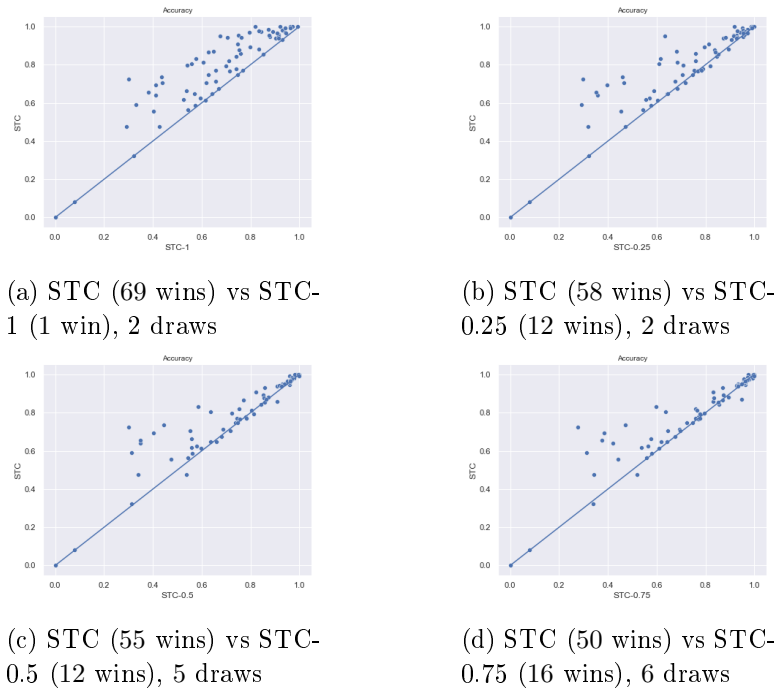 Accuracy
STC
1.0
0.8
0.6
0.4
0.2
0.0
0.0 0.2 0.4 0.6 0.8 1.0
STC-1
(a) STC (69 wins) vs STC-
1 (1 win), 2 draws
Accuracy
STC
1.0
0.8
0.6
0.4
0.2
0.0
0.0 0.2 0.4 0.6 0.8 1.0
STC-0.25
(b) STC (58 wins) vs STC-
0.25 (12 wins), 2 draws
Accuracy
STC
1.0
0.8
0.6
0.4
0.2
0.0
0.0 0.2 0.4 0.6 0.8 1.0
STC-0.5
(c) STC (55 wins) vs STC-
0.5 (12 wins), 5 draws
Accuracy
STC
1.0
0.8
0.6
0.4
0.2
0.0
0.0 0.2 0.4 0.6 0.8 1.0
STC-0.75
(d) STC (50 wins) vs STC-
0.75 (16 wins), 6 draws